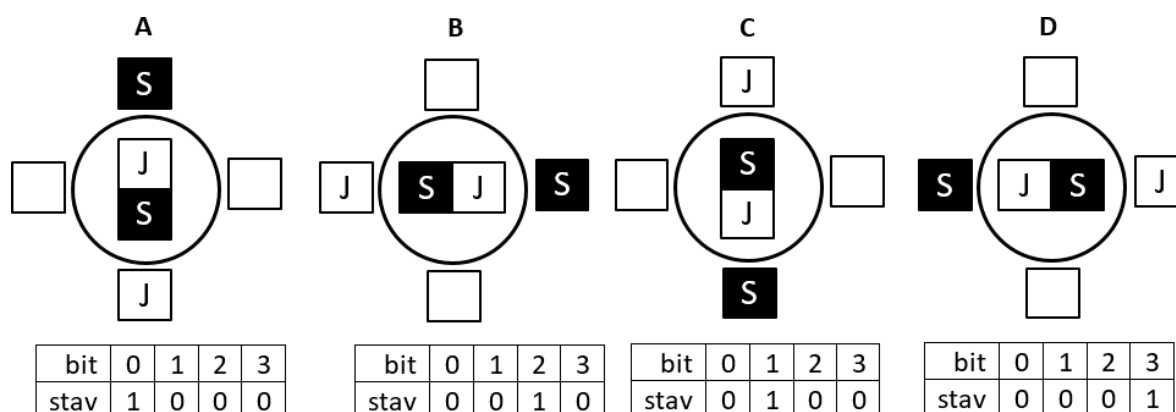 A B C D
S J
J S S S
J S J S J S J
S J
J S
bit 0 1 2 3 bit 0 1 2 3 bit 0 1 2 3 bit 0 1 2 3
stav 1 0 0 0 stav 0 0 1 0 stav 0 1 0 0 stav 0 0 0 1